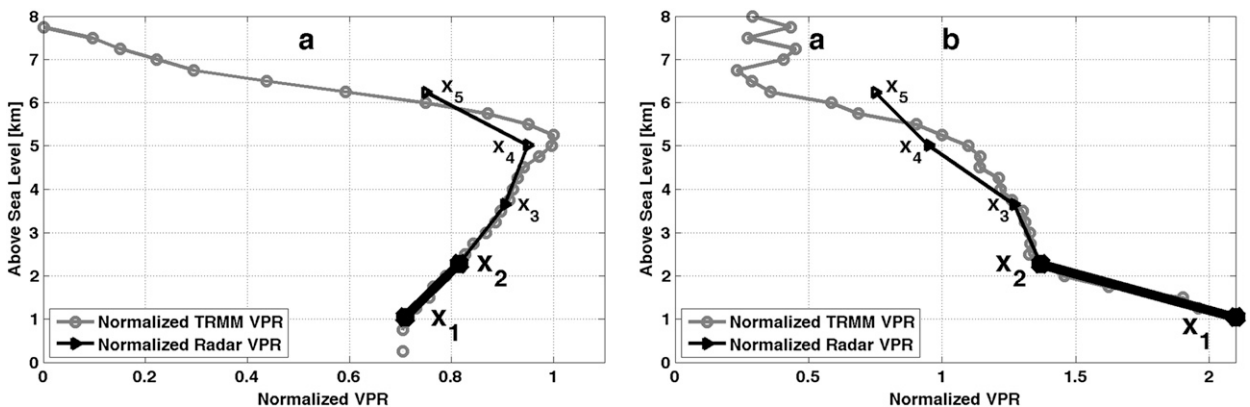 8
7
6
5
4
3
2
1
0
Above Sea Level [km]
a
x5
x4
x3
x2
x1
Normalized TRMM VPR
Normalized Radar VPR
0
0.2
0.4
0.6
0.8
1
Normalized VPR
8
7
6
5
4
3
2
1
0
Above Sea Level [km]
a
b
x5
x4
x3
x2
x1
Normalized TRMM VPR
Normalized Radar VPR
0
0.5
1
1.5
2
Normalized VPR